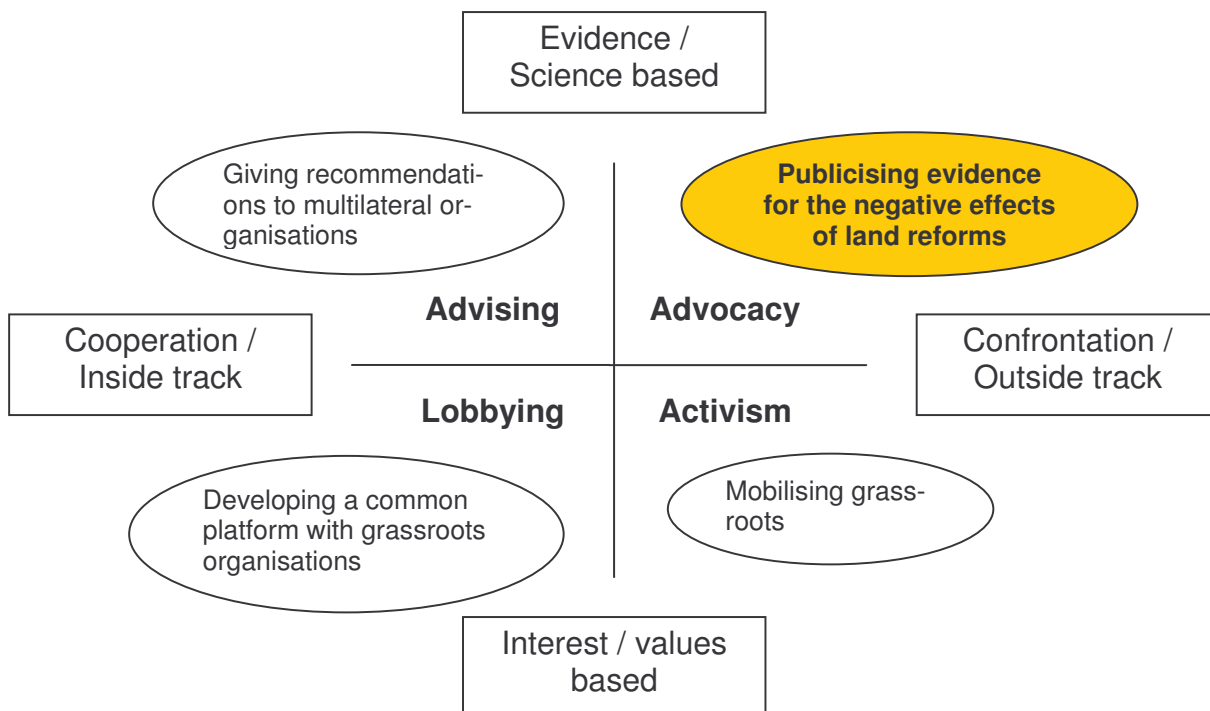 Evidence /
Science based
Giving recommendati-
ons to multilateral or-
ganisations
Publicising evidence
for the negative effects
of land reforms
Advising
Advocacy
Cooperation /
Inside track
Confrontation /
Outside track
Lobbying
Activism
Developing a common
platform with grassroots
organisations
Mobilising grass-
roots
Interest / values
based